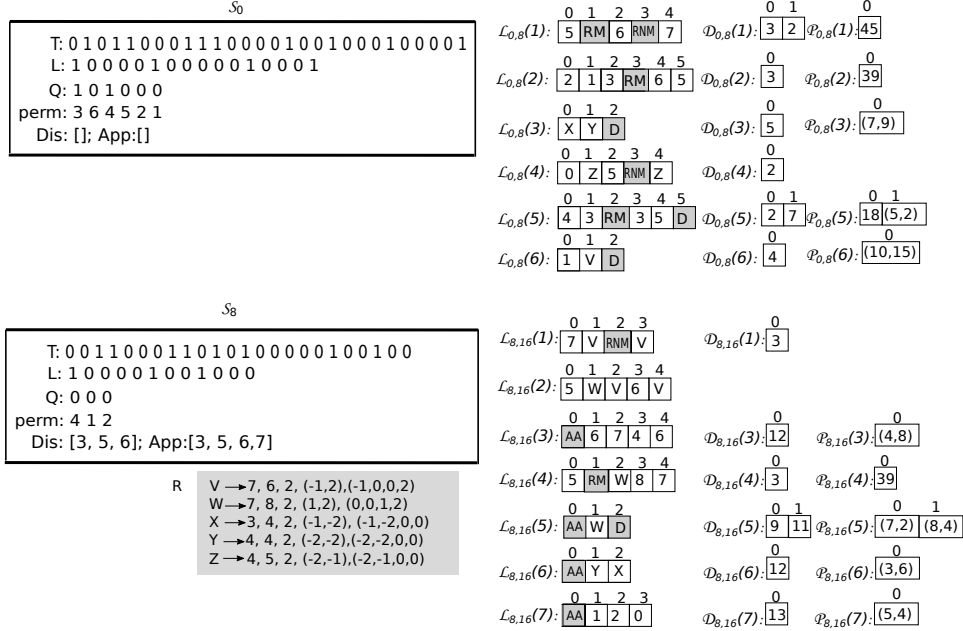 S₀
T: 0 1 0 1 1 0 0 0 1 1 1 0 0 0 0 1 0 0 1 0 0 0 1 0 0 0 0 1
L: 1 0 0 0 0 1 0 0 0 0 0 1 0 0 0 1
Q: 1 0 1 0 0 0
perm: 3 6 4 5 2 1
Dis: []; App:[]
0 1 2 3 4 0 1 0
L₀,₈(1): 5 RM 6 RNM 7 D₀,₈(1): 3 2 P₀,₈(1): 45
0 1 2 3 4 5 0 0
L₀,₈(2): 2 1 3 RM 6 5 D₀,₈(2): 3 P₀,₈(2): 39
0 1 2 0 0
L₀,₈(3): X Y D D₀,₈(3): 5 P₀,₈(3): (7,9)
0 1 2 3 4 0
L₀,₈(4): 0 Z 5 RNM Z D₀,₈(4): 2
0 1 2 3 4 5 0 1 0 1
L₀,₈(5): 4 3 RM 3 5 D D₀,₈(5): 2 7 P₀,₈(5): 18 (5,2)
0 1 2 0 0
L₀,₈(6): 1 V D D₀,₈(6): 4 P₀,₈(6): (10,15)
S₈
T: 0 0 1 1 0 0 0 1 1 0 1 0 1 0 0 0 0 0 1 0 0 1 0 0
L: 1 0 0 0 0 1 0 0 1 0 0 0
Q: 0 0 0
perm: 4 1 2
Dis: [3, 5, 6]; App:[3, 5, 6,7]
R V → 7, 6, 2, (-1,2),(-1,0,0,2)
W → 7, 8, 2, (1,2), (0,0,1,2)
X → 3, 4, 2, (-1,-2), (-1,-2,0,0)
Y → 4, 4, 2, (-2,-2),(-2,-2,0,0)
Z → 4, 5, 2, (-2,-1),(-2,-1,0,0)
0 1 2 3 0
L₈,₁₆(1): 7 V RNM V D₈,₁₆(1): 3
0 1 2 3 4
L₈,₁₆(2): 5 W V 6 V
0 1 2 3 4 0 0
L₈,₁₆(3): AA 6 7 4 6 D₈,₁₆(3): 12 P₈,₁₆(3): (4,8)
0 1 2 3 4 0 0
L₈,₁₆(4): 5 RM W 8 7 D₈,₁₆(4): 3 P₈,₁₆(4): 39
0 1 2 0 1 0 1
L₈,₁₆(5): AA W D D₈,₁₆(5): 9 11 P₈,₁₆(5): (7,2) (8,4)
0 1 2 0 0
L₈,₁₆(6): AA Y X D₈,₁₆(6): 12 P₈,₁₆(6): (3,6)
0 1 2 3 0 0
L₈,₁₆(7): AA 1 2 0 D₈,₁₆(7): 13 P₈,₁₆(7): (5,4)